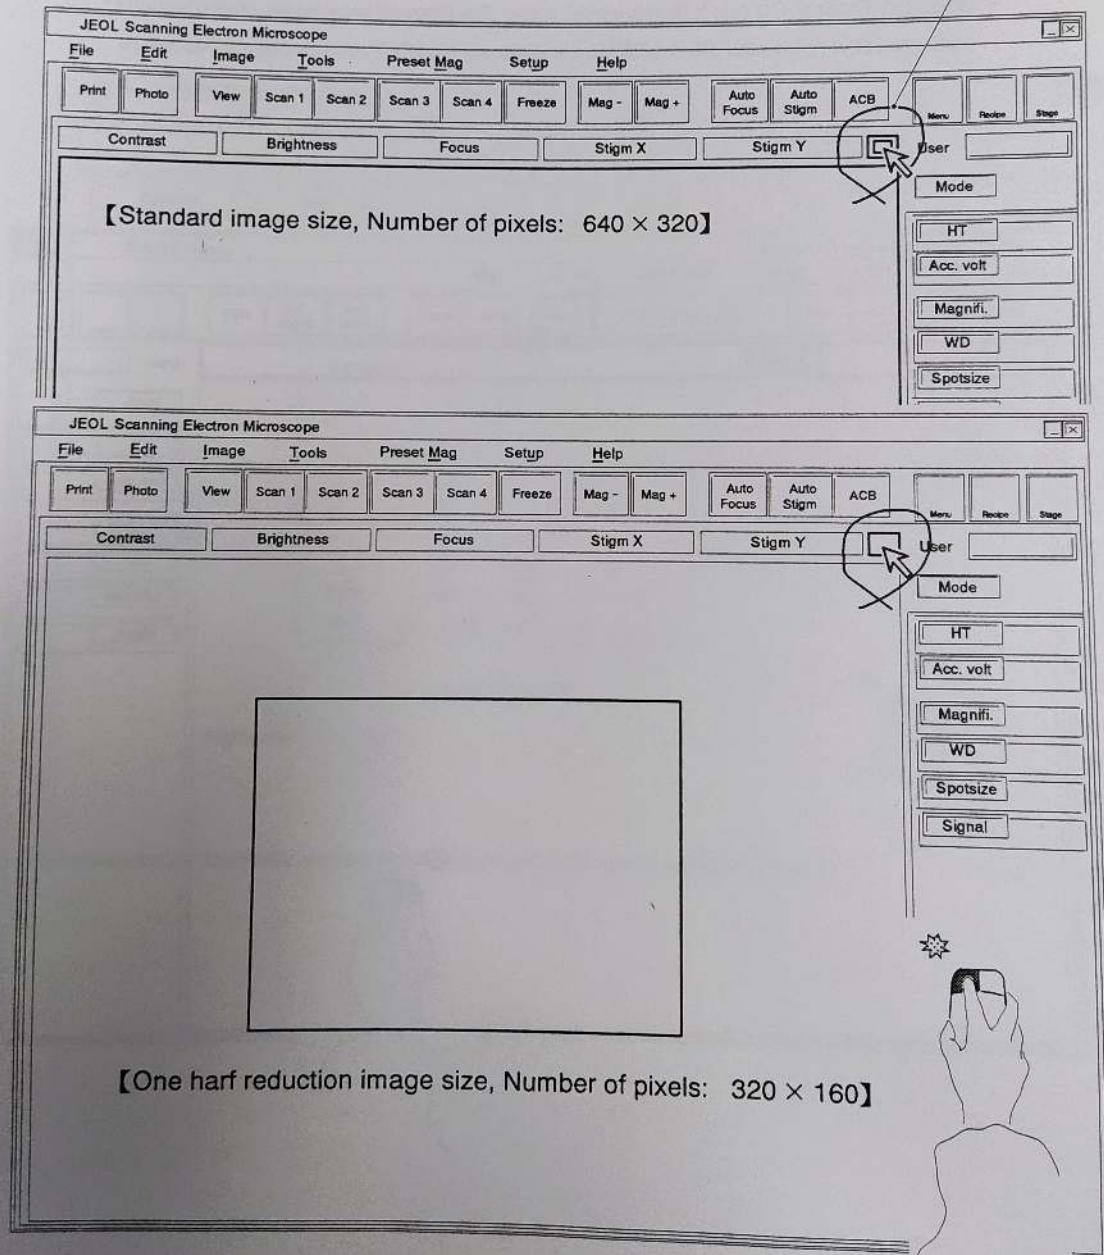 JEOL Scanning Electron Microscope
File Edit Image Tools Preset Mag Setup Help
Print Photo View Scan 1 Scan 2 Scan 3 Scan 4 Freeze Mag - Mag + Auto Focus Auto Stigm ACB Menu Recipe Stage
Contrast Brightness Focus Stigm X Stigm Y User
Mode
【Standard image size, Number of pixels: 640 × 320】
HT
Acc. volt
Magnifi.
WD
Spotsize
JEOL Scanning Electron Microscope
File Edit Image Tools Preset Mag Setup Help
Print Photo View Scan 1 Scan 2 Scan 3 Scan 4 Freeze Mag - Mag + Auto Focus Auto Stigm ACB Menu Recipe Stage
Contrast Brightness Focus Stigm X Stigm Y User
Mode
HT
Acc. volt
Magnifi.
WD
Spotsize
Signal
【One harf reduction image size, Number of pixels: 320 × 160】